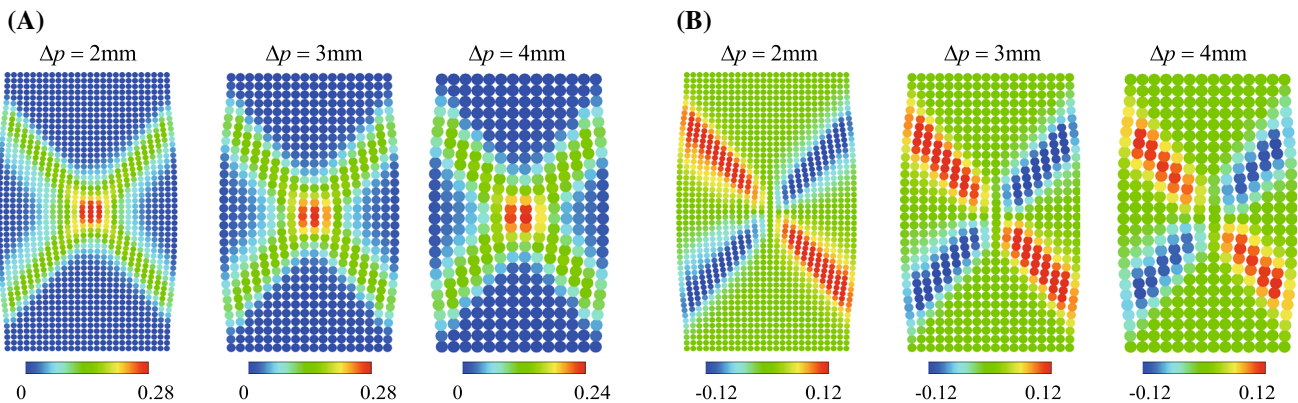 (A) (B)
Δp = 2mm Δp = 3mm Δp = 4mm Δp = 2mm Δp = 3mm Δp = 4mm
0 0.28 0 0.28 0 0.24 -0.12 0.12 -0.12 0.12 -0.12 0.12